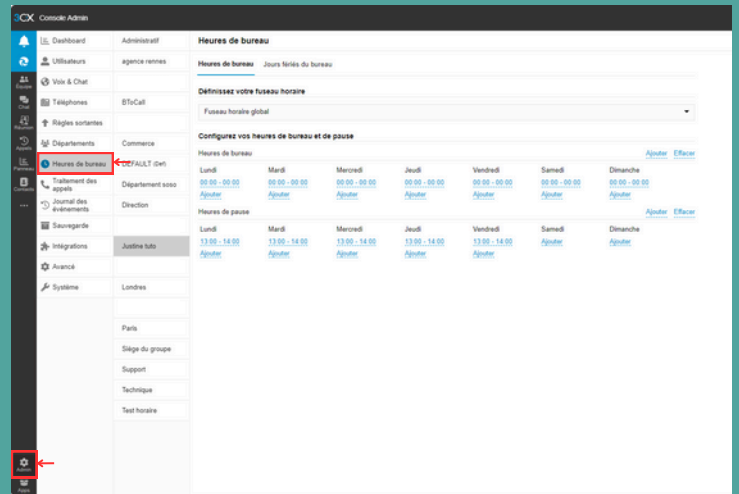 3CX Console Admin
Équipe
Chat
Réunion
Appels
Panneau
Contacts
Admin
Apps
Dashboard
Utilisateurs
Voix & Chat
Téléphones
Règles sortantes
Départements
Heures de bureau
Traitement des
appels
Journal des
événements
Sauvegarde
Intégrations
Avancé
Système
Administratif
agence rennes
BToCall
Commerce
DEFAULT (Def)
Département soso
Direction
Justine tuto
Londres
Paris
Siège du groupe
Support
Technique
Test horaire
Heures de bureau
Heures de bureau Jours fériés du bureau
Définissez votre fuseau horaire
Fuseau horaire global
Configurez vos heures de bureau et de pause
Heures de bureau Ajouter Effacer
Lundi Mardi Mercredi Jeudi Vendredi Samedi Dimanche
00:00 - 00:00 00:00 - 00:00 00:00 - 00:00 00:00 - 00:00 00:00 - 00:00 00:00 - 00:00 00:00 - 00:00
Ajouter Ajouter Ajouter Ajouter Ajouter Ajouter Ajouter
Heures de pause Ajouter Effacer
Lundi Mardi Mercredi Jeudi Vendredi Samedi Dimanche
13:00 - 14:00 13:00 - 14:00 13:00 - 14:00 13:00 - 14:00 13:00 - 14:00 Ajouter Ajouter
Ajouter Ajouter Ajouter Ajouter Ajouter